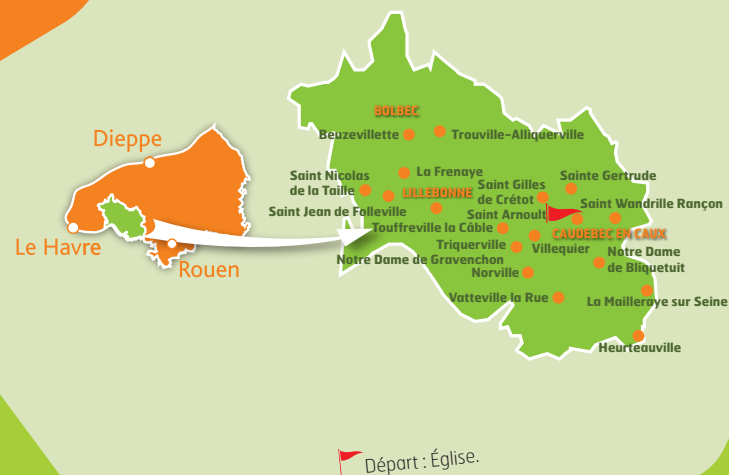 Dieppe
Le Havre
Rouen
BOLBEC
Beuzevillette
Trouville-Alliquerville
La Frenaye
Saint Nicolas
de la Taille
LILLEBONNE
Saint Gilles
de Crétot
Sainte Gertrude
Saint Jean de Folleville
Saint Arnoult
Saint Wandrille Rançon
Touffreville la Câble
CAUDEBEC EN CAUX
Triquerville
Villequier
Notre Dame
de Bliquetuit
Notre Dame de Gravenchon
Norville
Vatteville la Rue
La Mailleraye sur Seine
Heurteauville
Départ : Église.